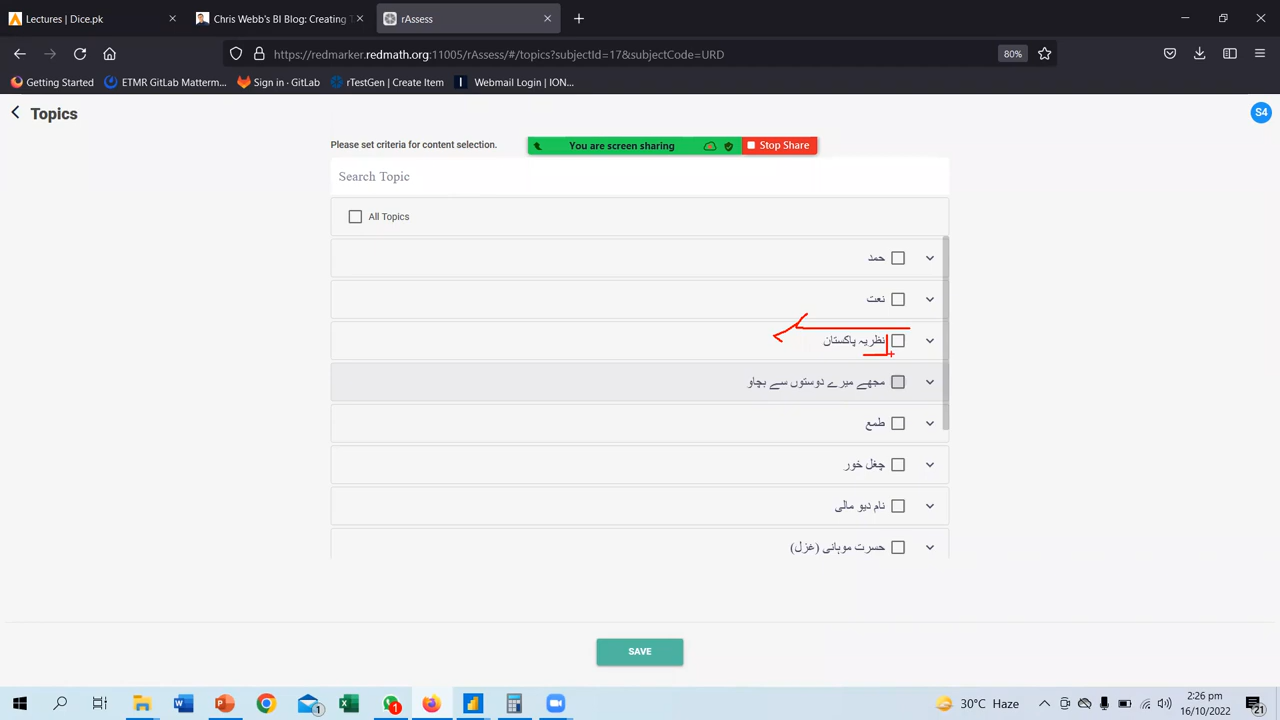 Lectures | Dice.pk
Chris Webb's BI Blog: Creating
rAssess
https://redmarker.redmath.org:11005/rAssess/#/topics?subjectId=17&subjectCode=URD
80%
Getting Started
ETMR GitLab Matterm...
Sign in · GitLab
rTestGen | Create Item
Webmail Login | ION...
Topics
S4
Please set criteria for content selection.
You are screen sharing
Stop Share
Search Topic
All Topics
حمد
نعت
نظریہ پاکستان
مجھے میرے دوستوں سے بچاو
طمع
چغل خور
نام دیو مالی
حسرت موہانی (غزل)
SAVE
30°C Haze
2:26 pm
16/10/2022
21